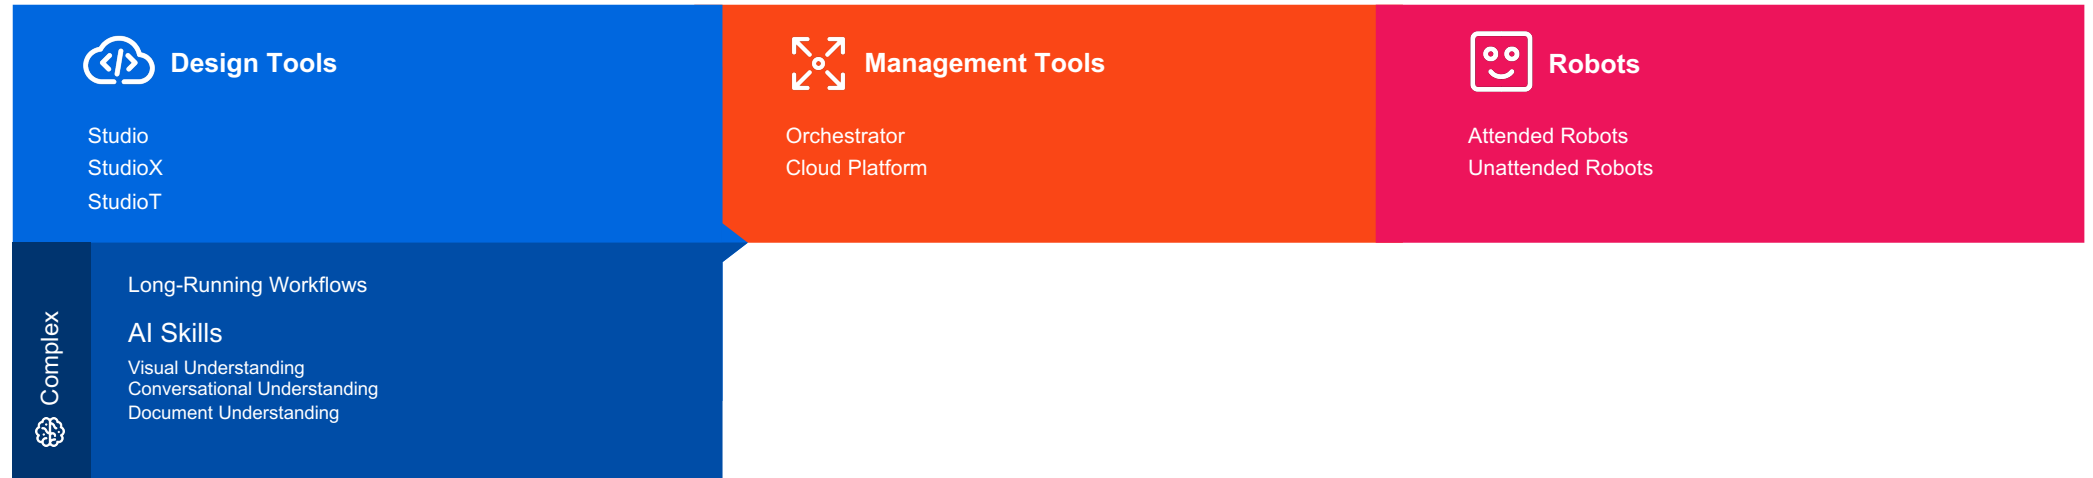 Design Tools
Studio
StudioX
StudioT
Management Tools
Orchestrator
Cloud Platform
Robots
Attended Robots
Unattended Robots
Complex
Long-Running Workflows
AI Skills
Visual Understanding
Conversational Understanding
Document Understanding